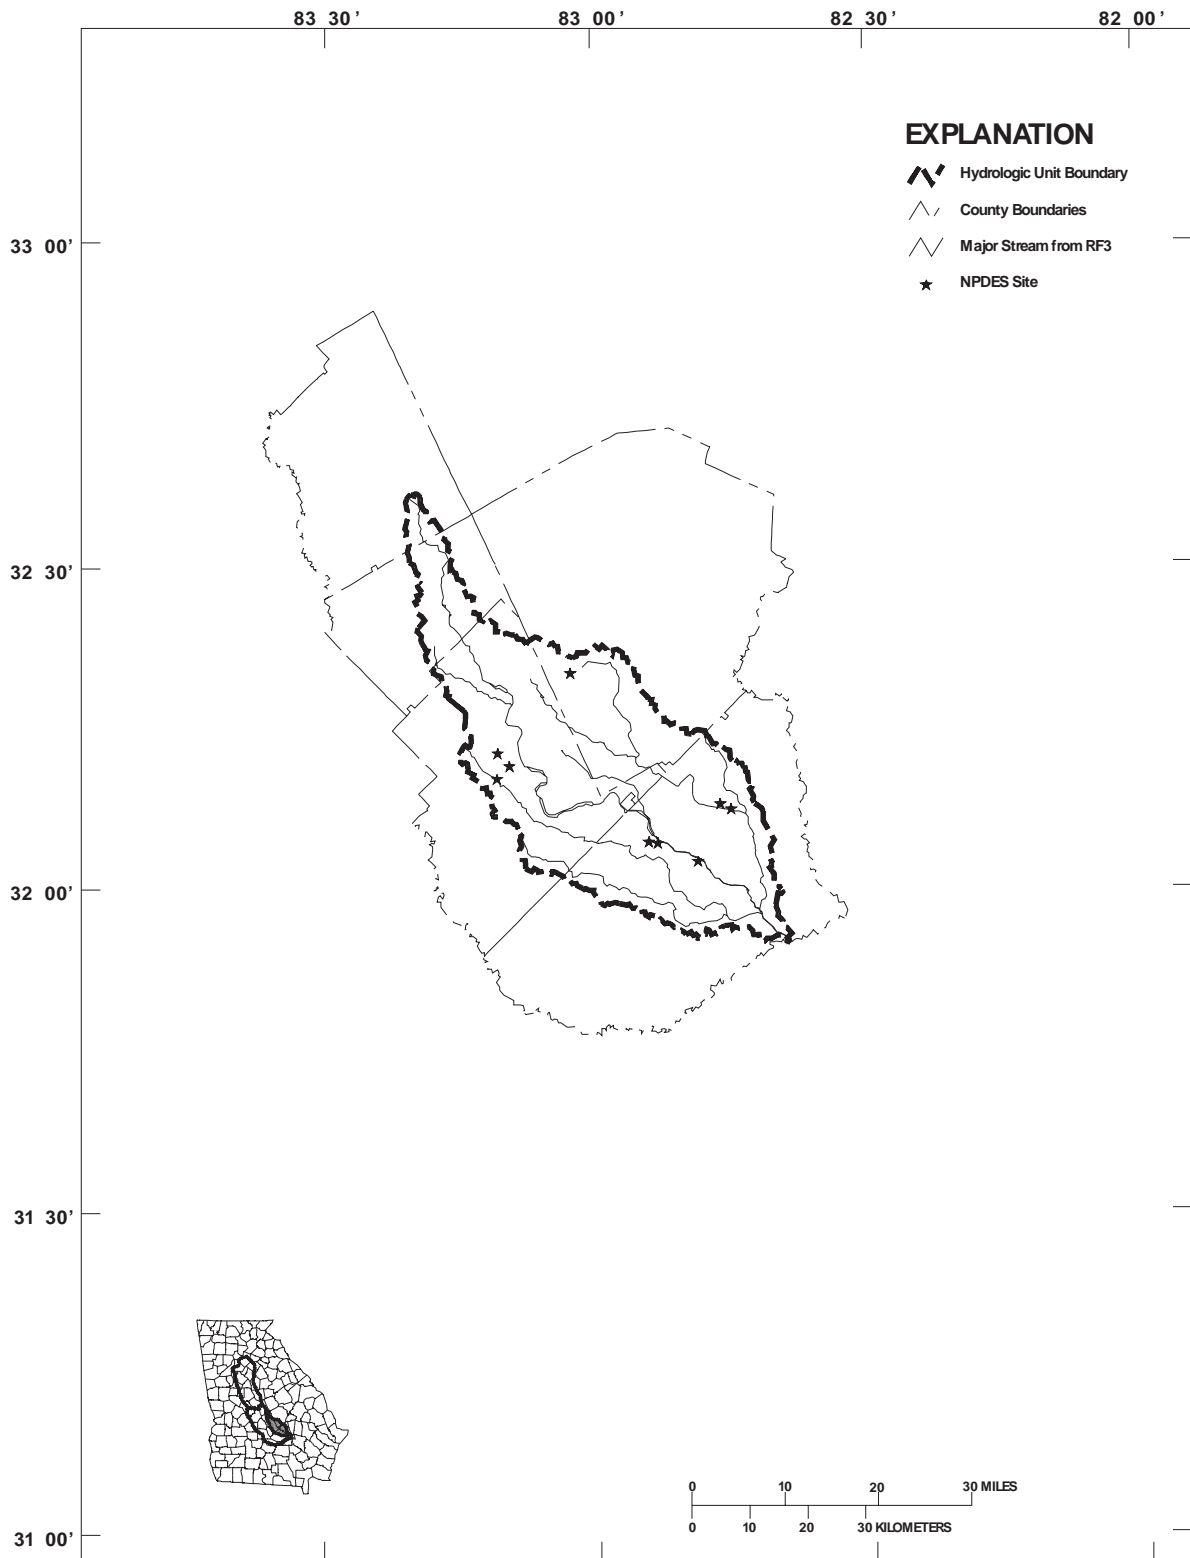 83 30 ' 83 00 ' 82 30 ' 82 00 '
EXPLANATION
Hydrologic Unit Boundary
County Boundaries
Major Stream from RF3
NPDES Site
33 00'
32 30'
32 00'
31 30'
31 00'
0 10 20 30 MILES
0 10 20 30 KILOMETERS